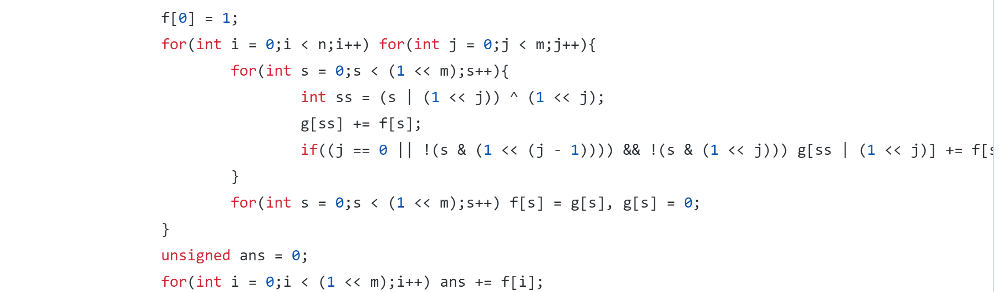 f[0] = 1;
for(int i = 0;i < n;i++) for(int j = 0;j < m;j++){
for(int s = 0;s < (1 << m);s++){
int ss = (s | (1 << j)) ^ (1 << j);
g[ss] += f[s];
if((j == 0 || !(s & (1 << (j - 1)))) && !(s & (1 << j))) g[ss | (1 << j)] += f[s
}
for(int s = 0;s < (1 << m);s++) f[s] = g[s], g[s] = 0;
}
unsigned ans = 0;
for(int i = 0;i < (1 << m);i++) ans += f[i];